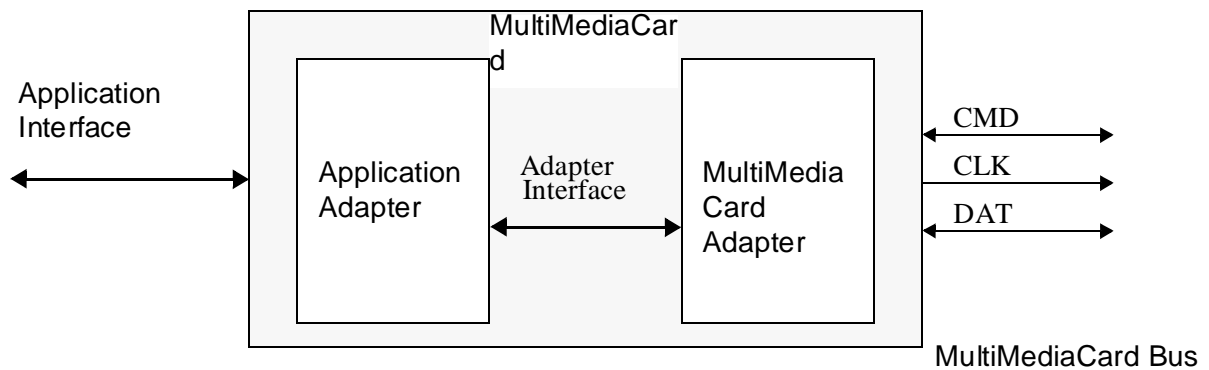 MultiMediaCar
d
Application
Interface
CMD
Application
Adapter
Adapter
Interface
MultiMedia
Card
Adapter
CLK
DAT
MultiMediaCard Bus